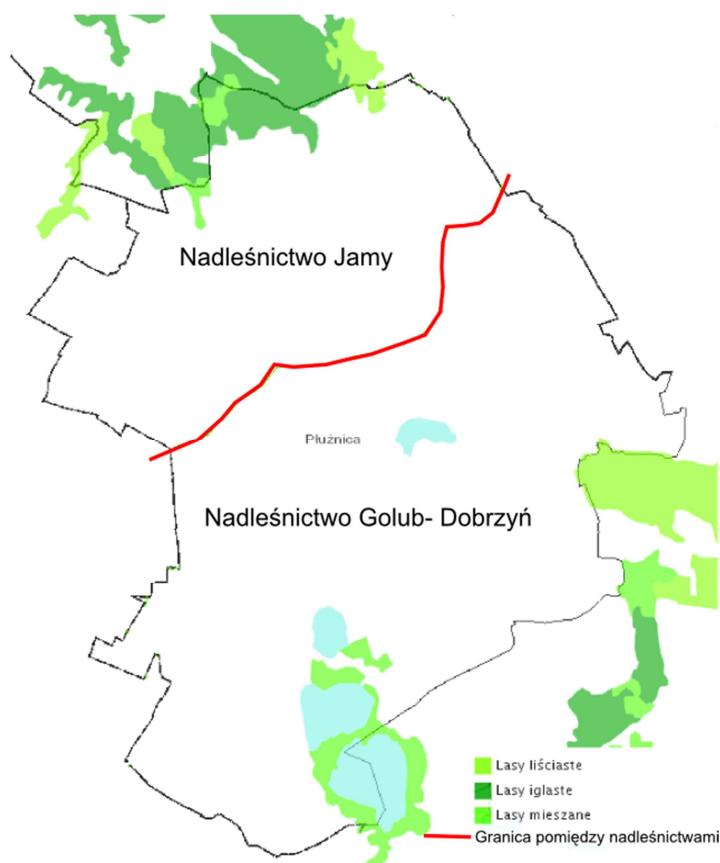 Nadleśnictwo Jamy
Płużnica
Nadleśnictwo Golub- Dobrzyń
Lasy liściaste
Lasy iglaste
Lasy mieszane
Granica pomiędzy nadleśnictwami